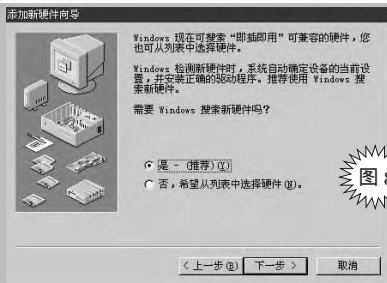 添加新硬件向导
Windows 现在可搜索“即插即用”可兼容的硬件，您
也可从列表中选择硬件。
Windows 检测新硬件时，系统自动确定设备的当前设
置，并安装正确的驱动程序。推荐使用 Windows 搜
索新硬件。
需要 Windows 搜索新硬件吗？
是 - (推荐)(Y)
否，希望从列表中选择硬件(N)。
图 8
< 上一步(B)
下一步 >
取消